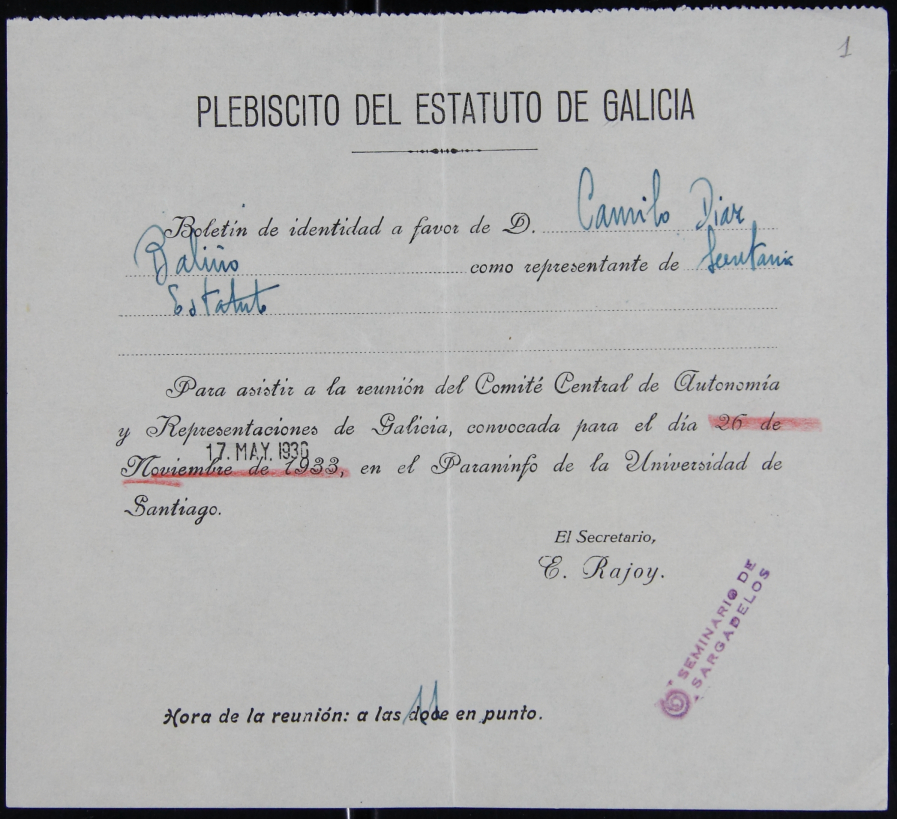 1
PLEBISCITO DEL ESTATUTO DE GALICIA
Boletín de identidad a favor de D. Camilo Diaz
Baliño como representante de Secretaria
Estatuto
Para asistir a la reunión del Comité Central de Autonomía
y Representaciones de Galicia, convocada para el día 26 de
17. MAY. 1936
Noviembre de 1933, en el Paraninfo de la Universidad de
Santiago.
El Secretario,
E. Rajoy.
SEMINARIO DE
SARGADELOS
11
Hora de la reunión: a las doce en punto.